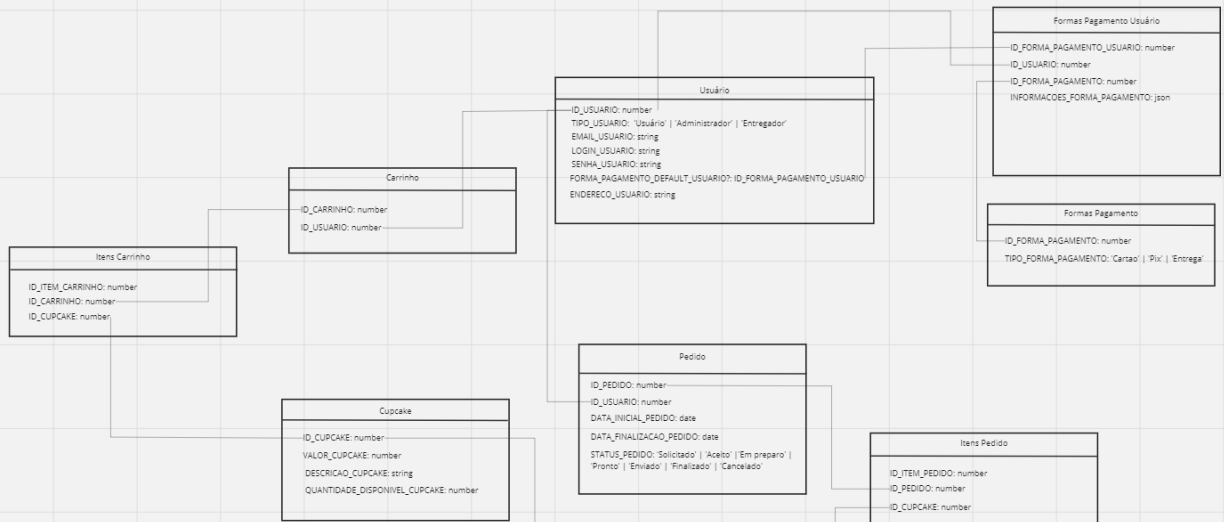 Formas Pagamento Usuário
ID_FORMA_PAGAMENTO_USUARIO: number
ID_USUARIO: number
ID_FORMA_PAGAMENTO: number
INFORMACOES_FORMA_PAGAMENTO: json
Usuário
ID_USUARIO: number
TIPO_USUARIO: 'Usuário' | 'Administrador' | 'Entregador'
EMAIL_USUARIO: string
LOGIN_USUARIO: string
SENHA_USUARIO: string
FORMA_PAGAMENTO_DEFAULT_USUARIO?: ID_FORMA_PAGAMENTO_USUARIO
ENDERECO_USUARIO: string
Carrinho
ID_CARRINHO: number
ID_USUARIO: number
Formas Pagamento
ID_FORMA_PAGAMENTO: number
TIPO_FORMA_PAGAMENTO: 'Cartao' | 'Pix' | 'Entrega'
Itens Carrinho
ID_ITEM_CARRINHO: number
ID_CARRINHO: number
ID_CUPCAKE: number
Pedido
ID_PEDIDO: number
ID_USUARIO: number
DATA_INICIAL_PEDIDO: date
DATA_FINALIZACAO_PEDIDO: date
STATUS_PEDIDO: 'Solicitado' | 'Aceito' |'Em preparo' |
'Pronto' | 'Enviado' | 'Finalizado' | 'Cancelado'
Cupcake
ID_CUPCAKE: number
VALOR_CUPCAKE: number
DESCRICAO_CUPCAKE: string
QUANTIDADE_DISPONIVEL_CUPCAKE: number
Itens Pedido
ID_ITEM_PEDIDO: number
ID_PEDIDO: number
ID_CUPCAKE: number